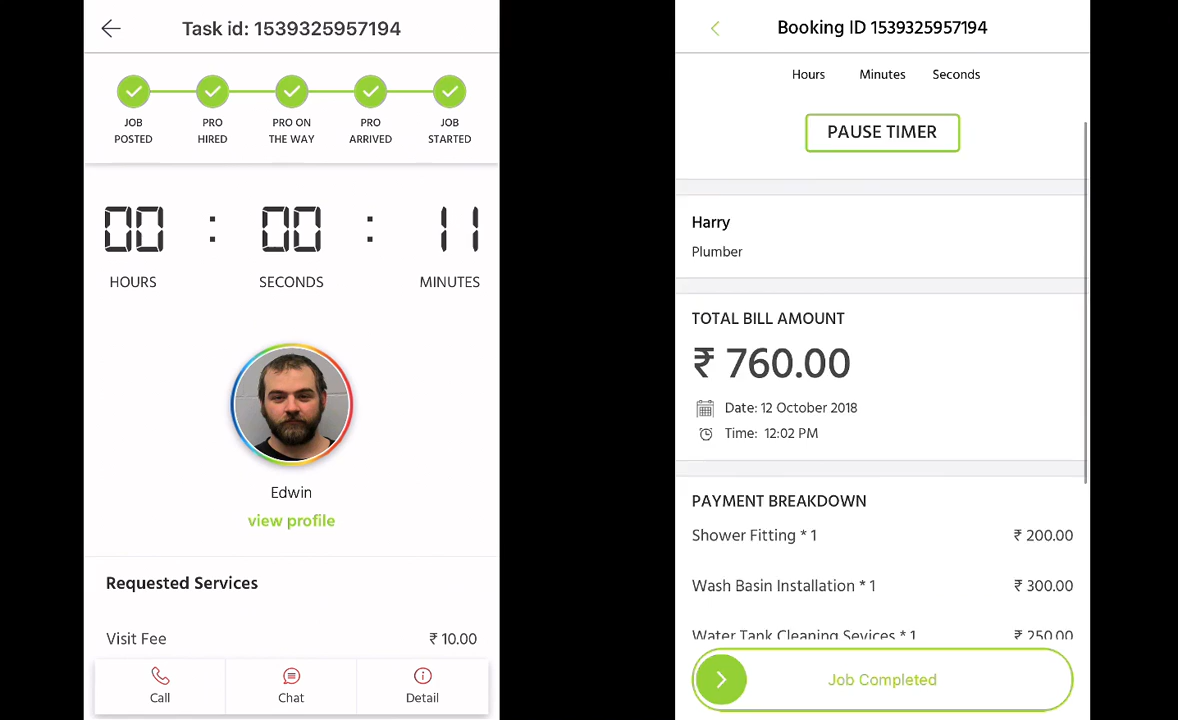 Task id: 1539325957194
JOB POSTED
PRO HIRED
PRO ON THE WAY
PRO ARRIVED
JOB STARTED
00 : 00 : 11
HOURS SECONDS MINUTES
Edwin
view profile
Requested Services
Visit Fee ₹ 10.00
Call Chat Detail
Booking ID 1539325957194
Hours Minutes Seconds
PAUSE TIMER
Harry
Plumber
TOTAL BILL AMOUNT
₹ 760.00
Date: 12 October 2018
Time: 12:02 PM
PAYMENT BREAKDOWN
Shower Fitting * 1 ₹ 200.00
Wash Basin Installation * 1 ₹ 300.00
Water Tank Cleaning Sevices * 1 ₹ 250.00
Job Completed